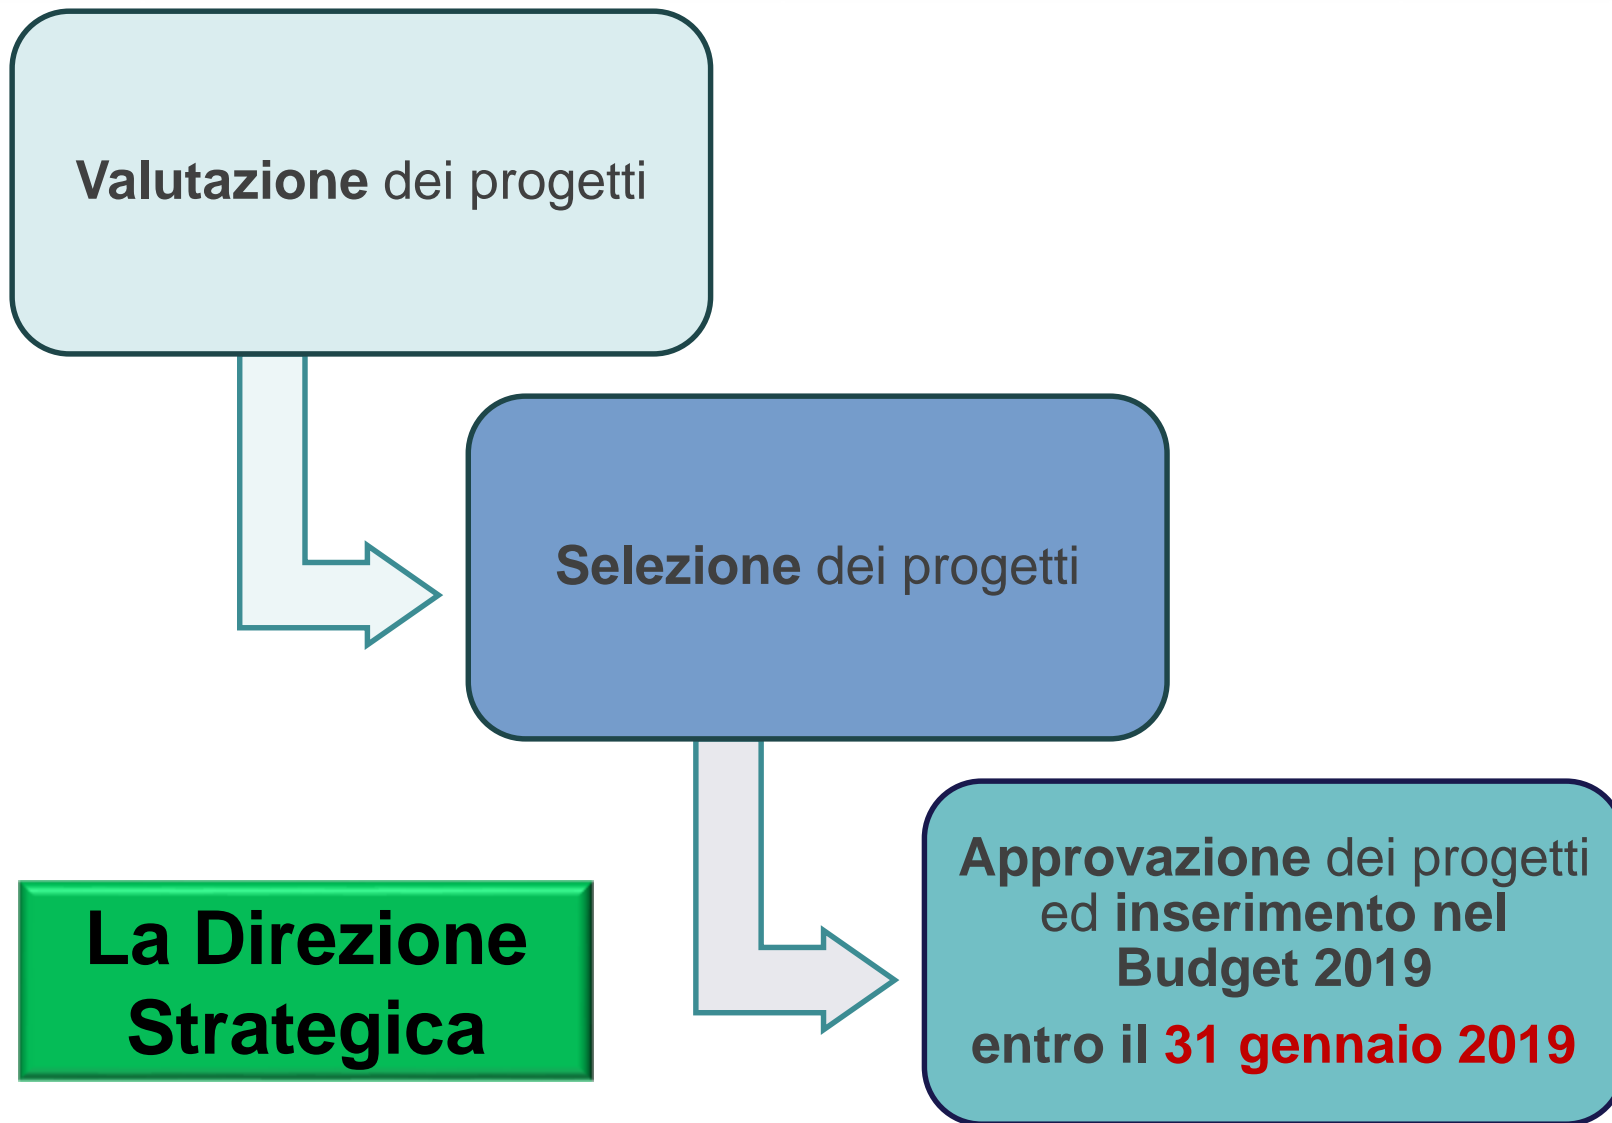 Valutazione dei progetti
Selezione dei progetti
Approvazione dei progetti
ed inserimento nel
Budget 2019
entro il 31 gennaio 2019
La Direzione
Strategica